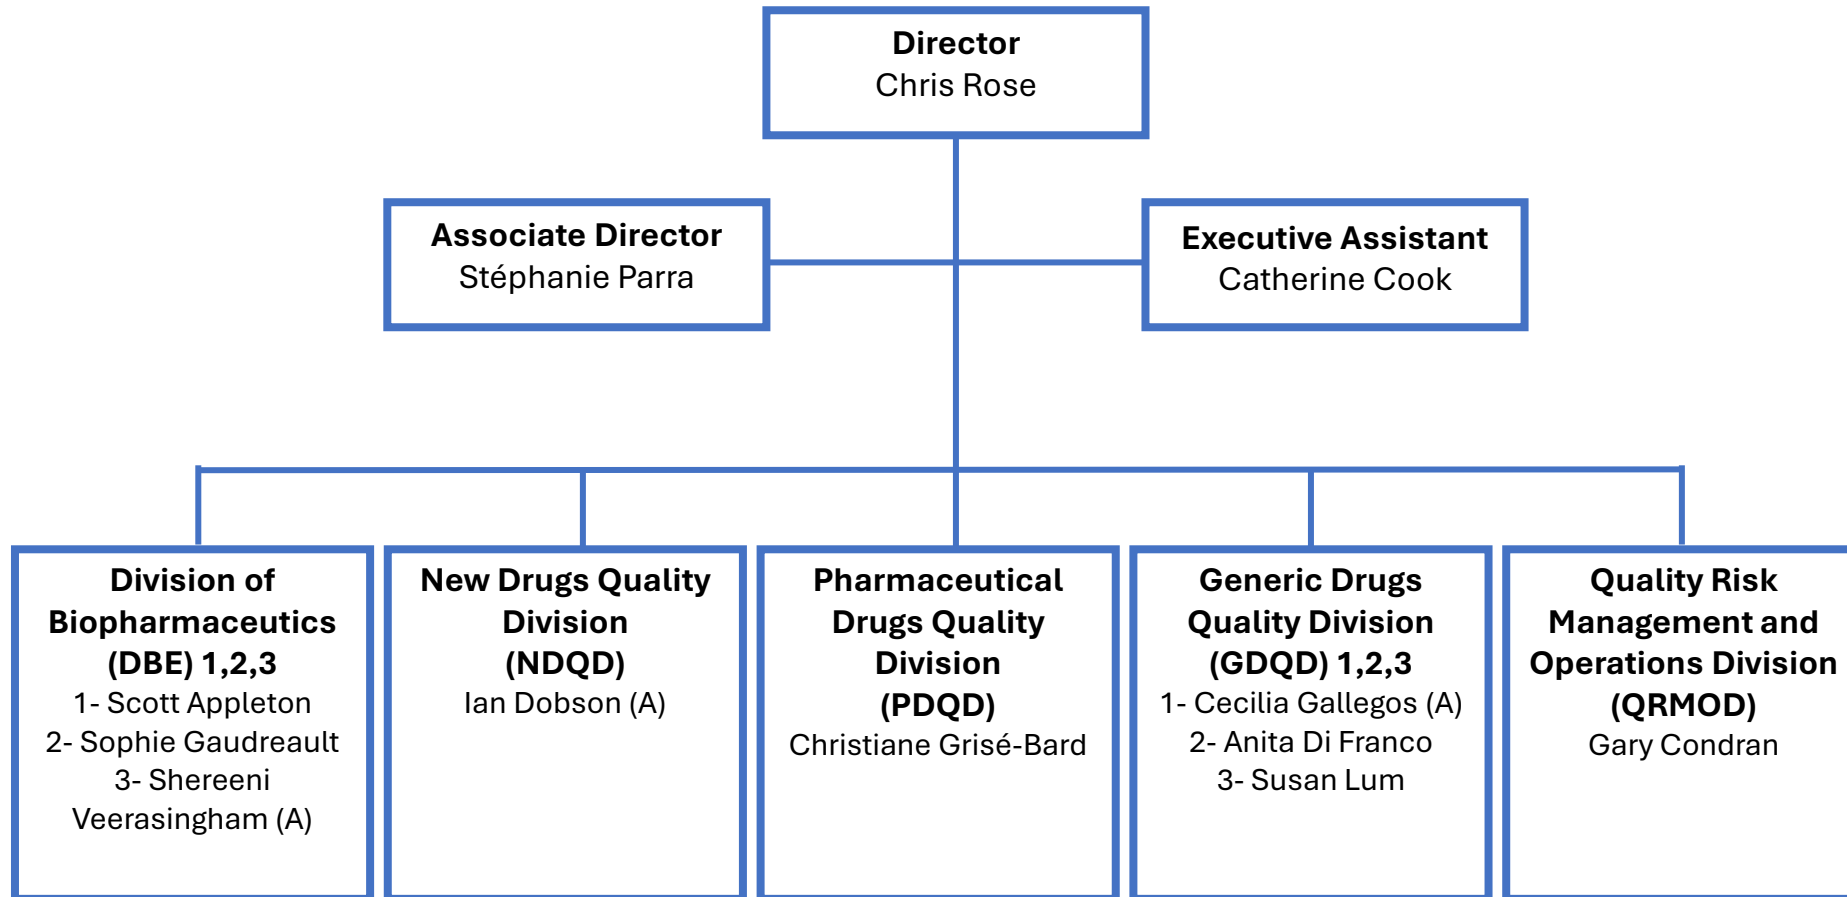 Director
Chris Rose
Associate Director
Stéphanie Parra
Executive Assistant
Catherine Cook
Division of
Biopharmaceutics
(DBE) 1,2,3
1- Scott Appleton
2- Sophie Gaudreault
3- Shereeni
Veerasingham (A)
New Drugs Quality
Division
(NDQD)
Ian Dobson (A)
Pharmaceutical
Drugs Quality
Division
(PDQD)
Christiane Grisé-Bard
Generic Drugs
Quality Division
(GDQD) 1,2,3
1- Cecilia Gallegos (A)
2- Anita Di Franco
3- Susan Lum
Quality Risk
Management and
Operations Division
(QRMOD)
Gary Condran